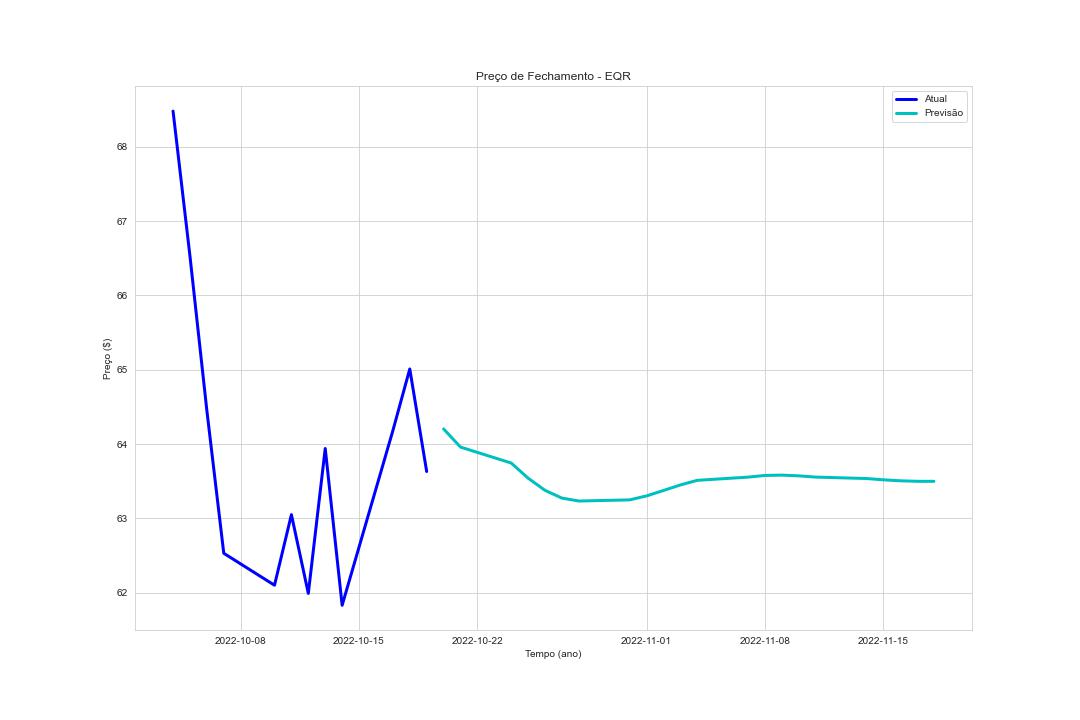 Preço de Fechamento - EQR
Atual
Previsão
68
67
66
65
64
63
62
Preço ($)
2022-10-08
2022-10-15
2022-10-22
2022-11-01
2022-11-08
2022-11-15
Tempo (ano)